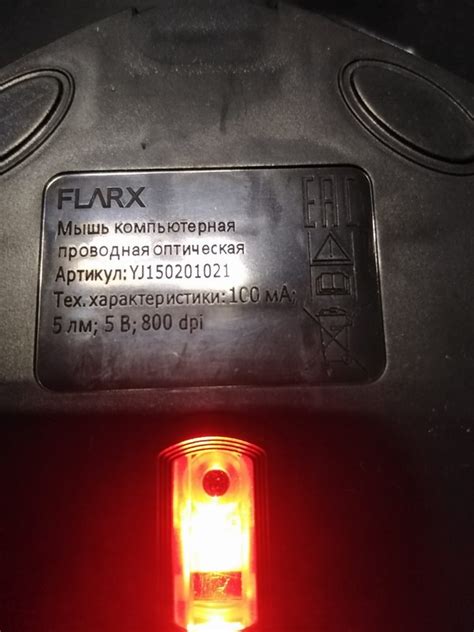 FLARX
Мышь компьютерная
проводная оптическая
Артикул: YJ150201021
Тех. характеристики: 100 мА;
5 лм; 5 В; 800 dpi
EAC